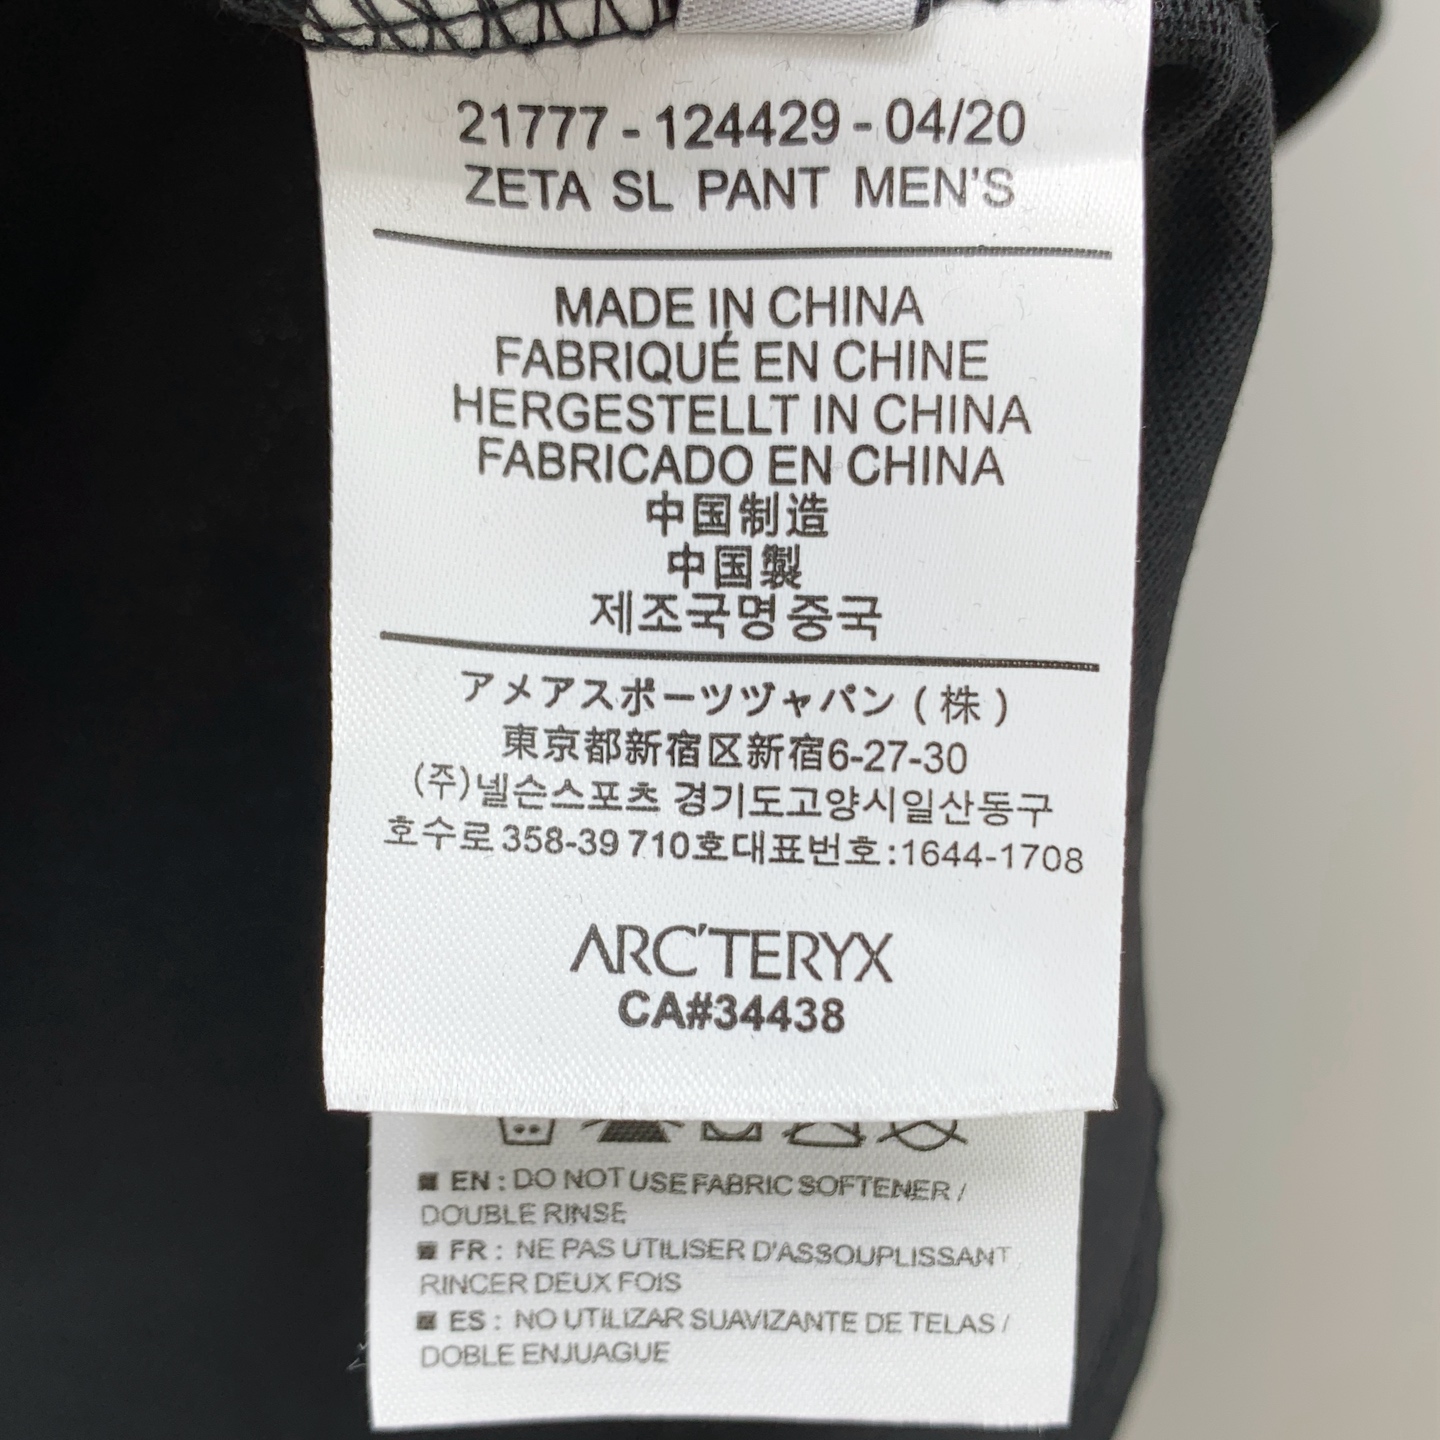 21777 - 124429 - 04/20
ZETA SL PANT MEN'S
MADE IN CHINA
FABRIQUÉ EN CHINE
HERGESTELLT IN CHINA
FABRICADO EN CHINA
中国制造
中国製
제조국명 중국
アメアスポーツヅャパン (株)
東京都新宿区新宿6-27-30
(주)넬슨스포츠 경기도고양시일산동구
호수로 358-39 710호대표번호:1644-1708
ARC'TERYX
CA#34438
EN : DO NOT USE FABRIC SOFTENER /
DOUBLE RINSE
FR : NE PAS UTILISER D'ASSOUPLISSANT
RINCER DEUX FOIS
ES : NO UTILIZAR SUAVIZANTE DE TELAS /
DOBLE ENJUAGUE